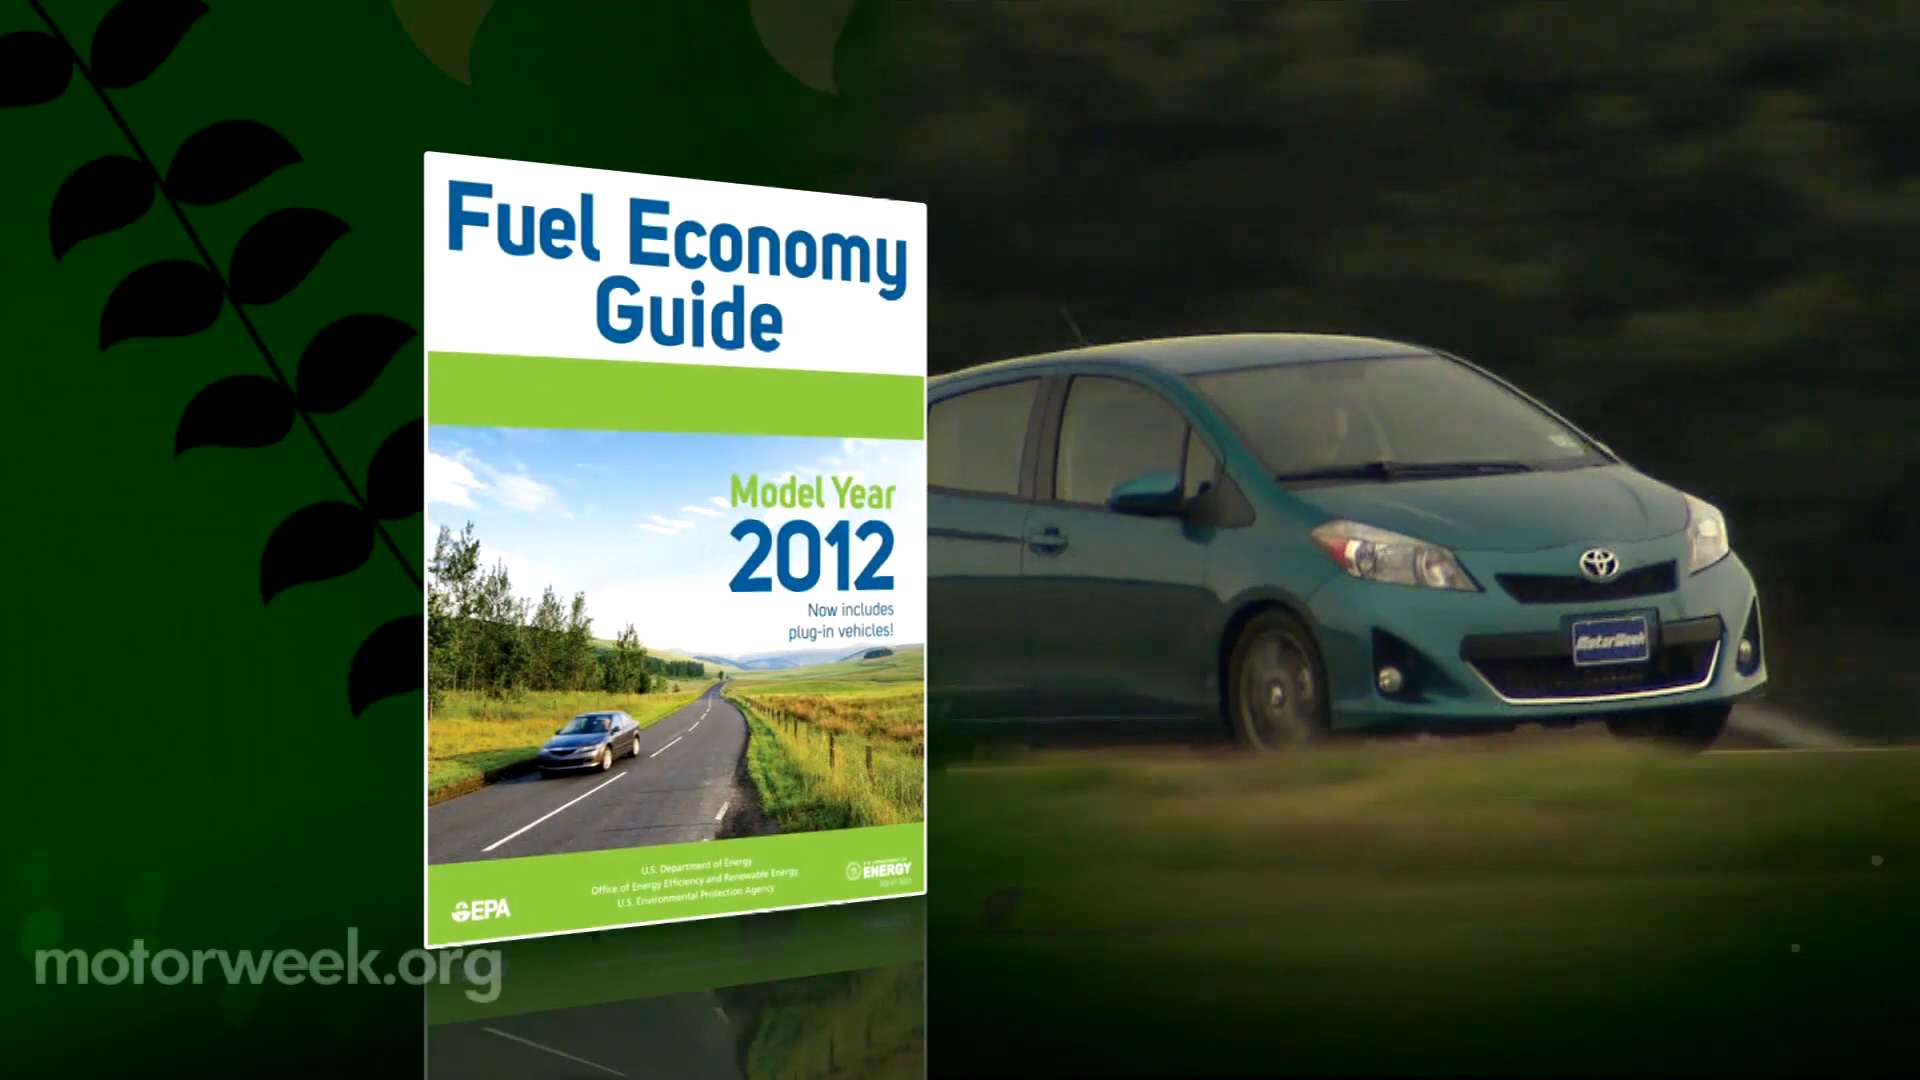 Fuel Economy
Guide
Model Year
2012
Now includes
plug-in vehicles!
U.S. Department of Energy
Office of Energy Efficiency and Renewable Energy
U.S. Environmental Protection Agency
EPA
ENERGY
MotorWeek
motorweek.org